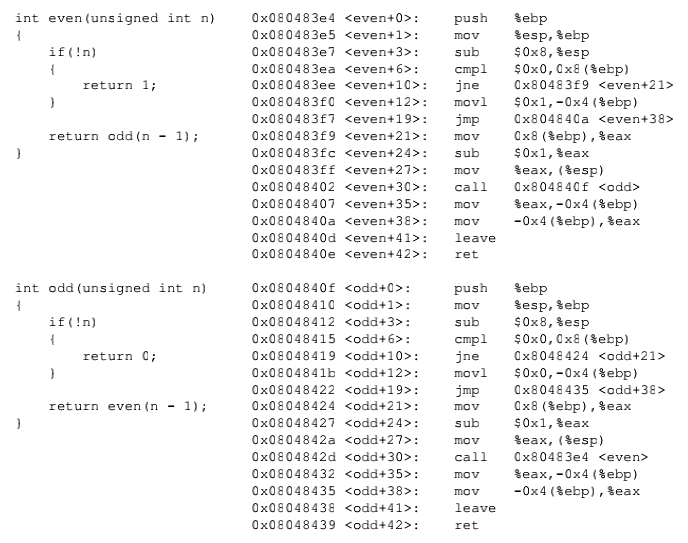 int even(unsigned int n)    0x080483e4 <even+0>:    push   %ebp
{                           0x080483e5 <even+1>:    mov    %esp,%ebp
    if(!n)                  0x080483e7 <even+3>:    sub    $0x8,%esp
    {                       0x080483ea <even+6>:    cmpl   $0x0,0x8(%ebp)
        return 1;           0x080483ee <even+10>:   jne    0x80483f9 <even+21>
    }                       0x080483f0 <even+12>:   movl   $0x1,-0x4(%ebp)
                            0x080483f7 <even+19>:   jmp    0x804840a <even+38>
    return odd(n - 1);      0x080483f9 <even+21>:   mov    0x8(%ebp),%eax
}                           0x080483fc <even+24>:   sub    $0x1,%eax
                            0x080483ff <even+27>:   mov    %eax,(%esp)
                            0x08048402 <even+30>:   call   0x804840f <odd>
                            0x08048407 <even+35>:   mov    %eax,-0x4(%ebp)
                            0x0804840a <even+38>:   mov    -0x4(%ebp),%eax
                            0x0804840d <even+41>:   leave
                            0x0804840e <even+42>:   ret
int odd(unsigned int n)     0x0804840f <odd+0>:     push   %ebp
{                           0x08048410 <odd+1>:     mov    %esp,%ebp
    if(!n)                  0x08048412 <odd+3>:     sub    $0x8,%esp
    {                       0x08048415 <odd+6>:     cmpl   $0x0,0x8(%ebp)
        return 0;           0x08048419 <odd+10>:    jne    0x8048424 <odd+21>
    }                       0x0804841b <odd+12>:    movl   $0x0,-0x4(%ebp)
                            0x08048422 <odd+19>:    jmp    0x8048435 <odd+38>
    return even(n - 1);     0x08048424 <odd+21>:    mov    0x8(%ebp),%eax
}                           0x08048427 <odd+24>:    sub    $0x1,%eax
                            0x0804842a <odd+27>:    mov    %eax,(%esp)
                            0x0804842d <odd+30>:    call   0x80483e4 <even>
                            0x08048432 <odd+35>:    mov    %eax,-0x4(%ebp)
                            0x08048435 <odd+38>:    mov    -0x4(%ebp),%eax
                            0x08048438 <odd+41>:    leave
                            0x08048439 <odd+42>:    ret